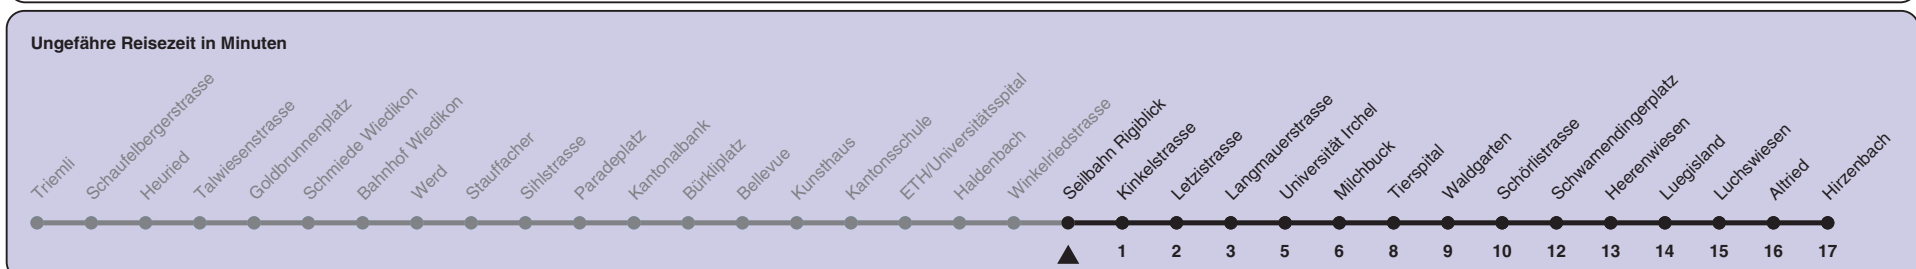 Ungefähre Reisezeit in Minuten
Triemli
Schaufelbergerstrasse
Heuried
Talwiesenstrasse
Goldbrunnenplatz
Schmiede Wiedikon
Bahnhof Wiedikon
Werd
Stauffacher
Sihlstrasse
Paradeplatz
Kantonalbank
Bürkliplatz
Bellevue
Kunsthaus
Kantonsschule
ETH/Universitätsspital
Haldenbach
Winkelriedstrasse
Seilbahn Rigiblick
Kinkelstrasse
Letzistrasse
Langmauerstrasse
Universität Irchel
Milchbuck
Tierspital
Waldgarten
Schörlistrasse
Schwamendingerplatz
Heerenwiesen
Luegisland
Luchswiesen
Altried
Hirzenbach
1 2 3 5 6 8 9 10 12 13 14 15 16 17